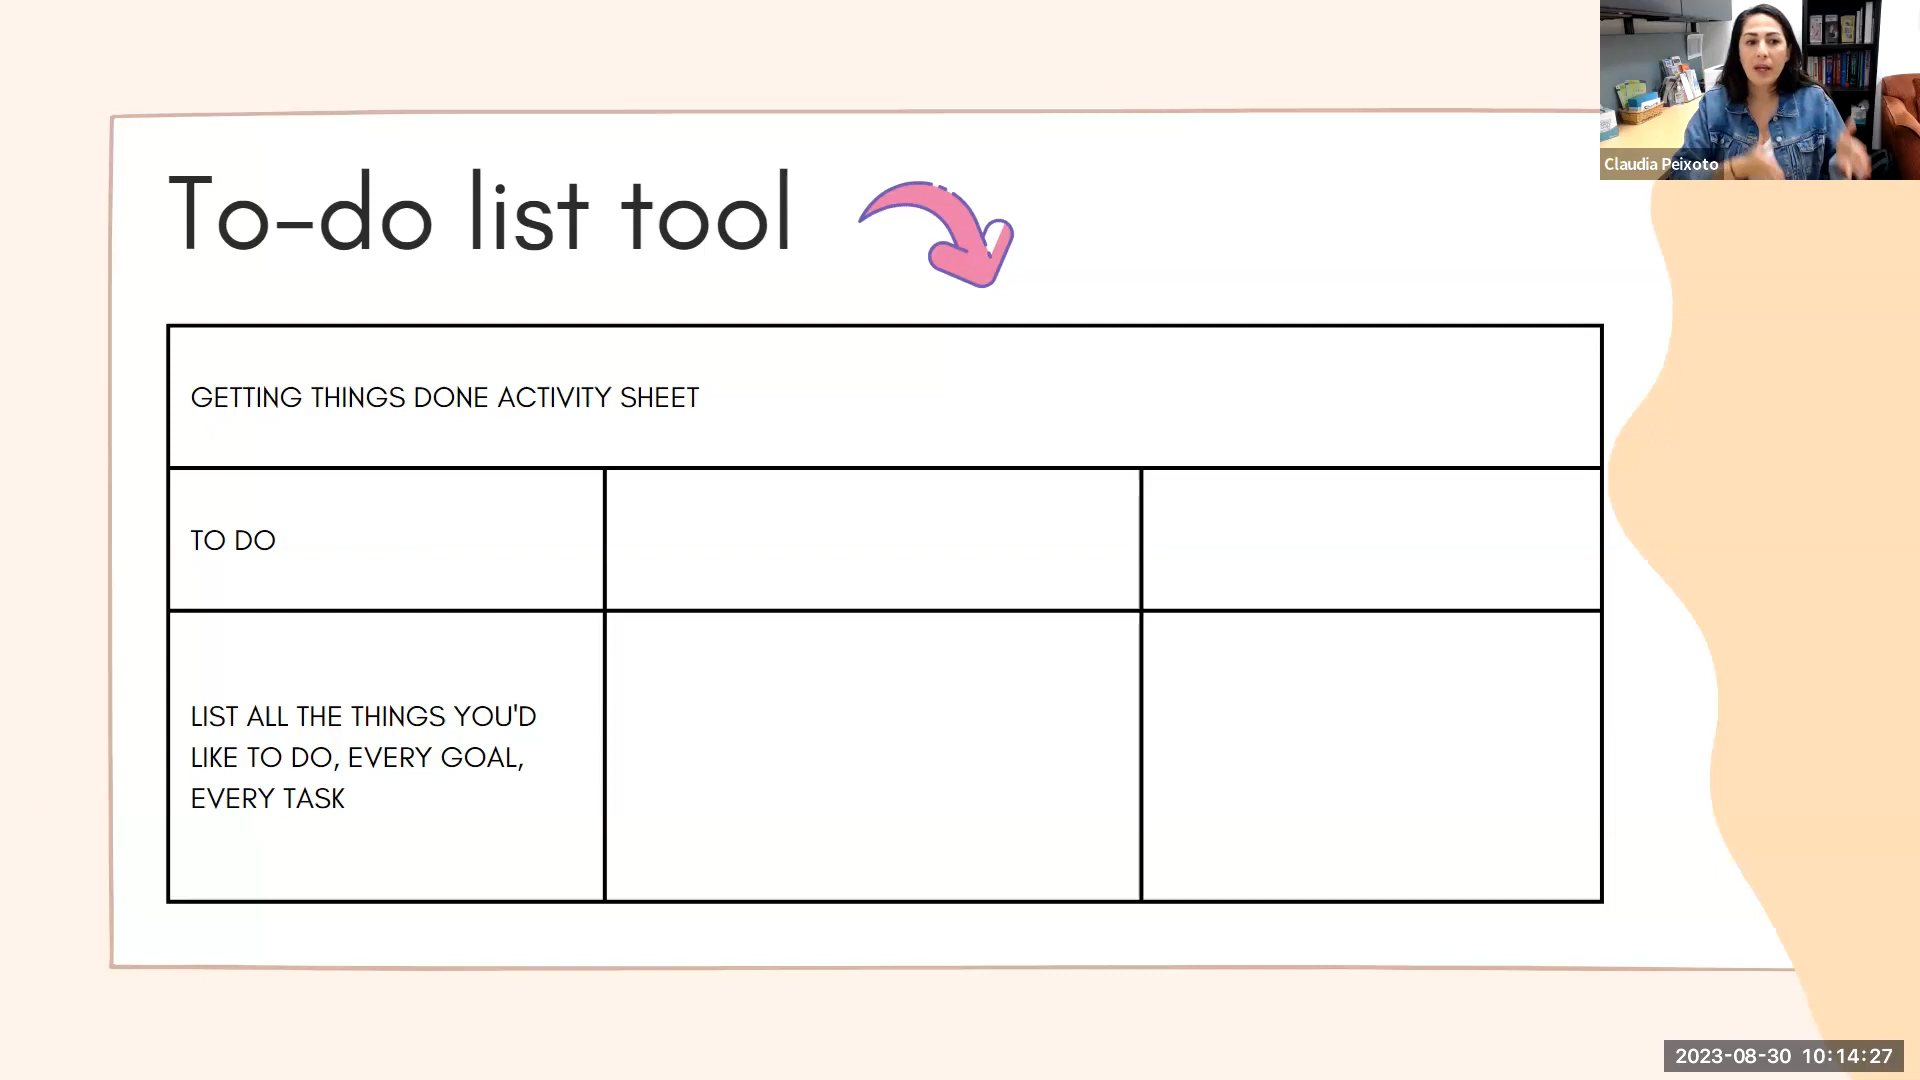 Claudia Peixoto
To-do list tool
GETTING THINGS DONE ACTIVITY SHEET
TO DO
LIST ALL THE THINGS YOU'D
LIKE TO DO, EVERY GOAL,
EVERY TASK
2023-08-30 10:14:27